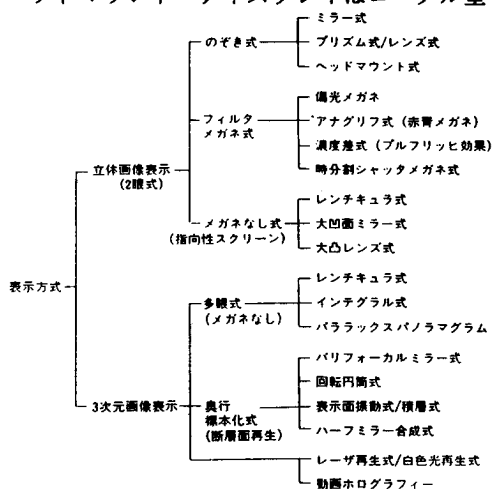 のぞき式
ミラー式
プリズム式/レンズ式
ヘッドマウント式
フィルタ
メガネ式
偏光メガネ
アナグリフ式 (赤青メガネ)
濃度差式 (プルフリッヒ効果)
時分割シャッタメガネ式
立体画像表示
(2眼式)
メガネなし式
(指向性スクリーン)
レンチキュラ式
大凹面ミラー式
大凸レンズ式
表示方式
多眼式
(メガネなし)
レンチキュラ式
インテグラル式
パララックスパノラマグラム
3次元画像表示
奥行
標本化式
(断層面再生)
バリフォーカルミラー式
回転円筒式
表示面振動式/積層式
ハーフミラー合成式
レーザ再生式/白色光再生式
動画ホログラフィー